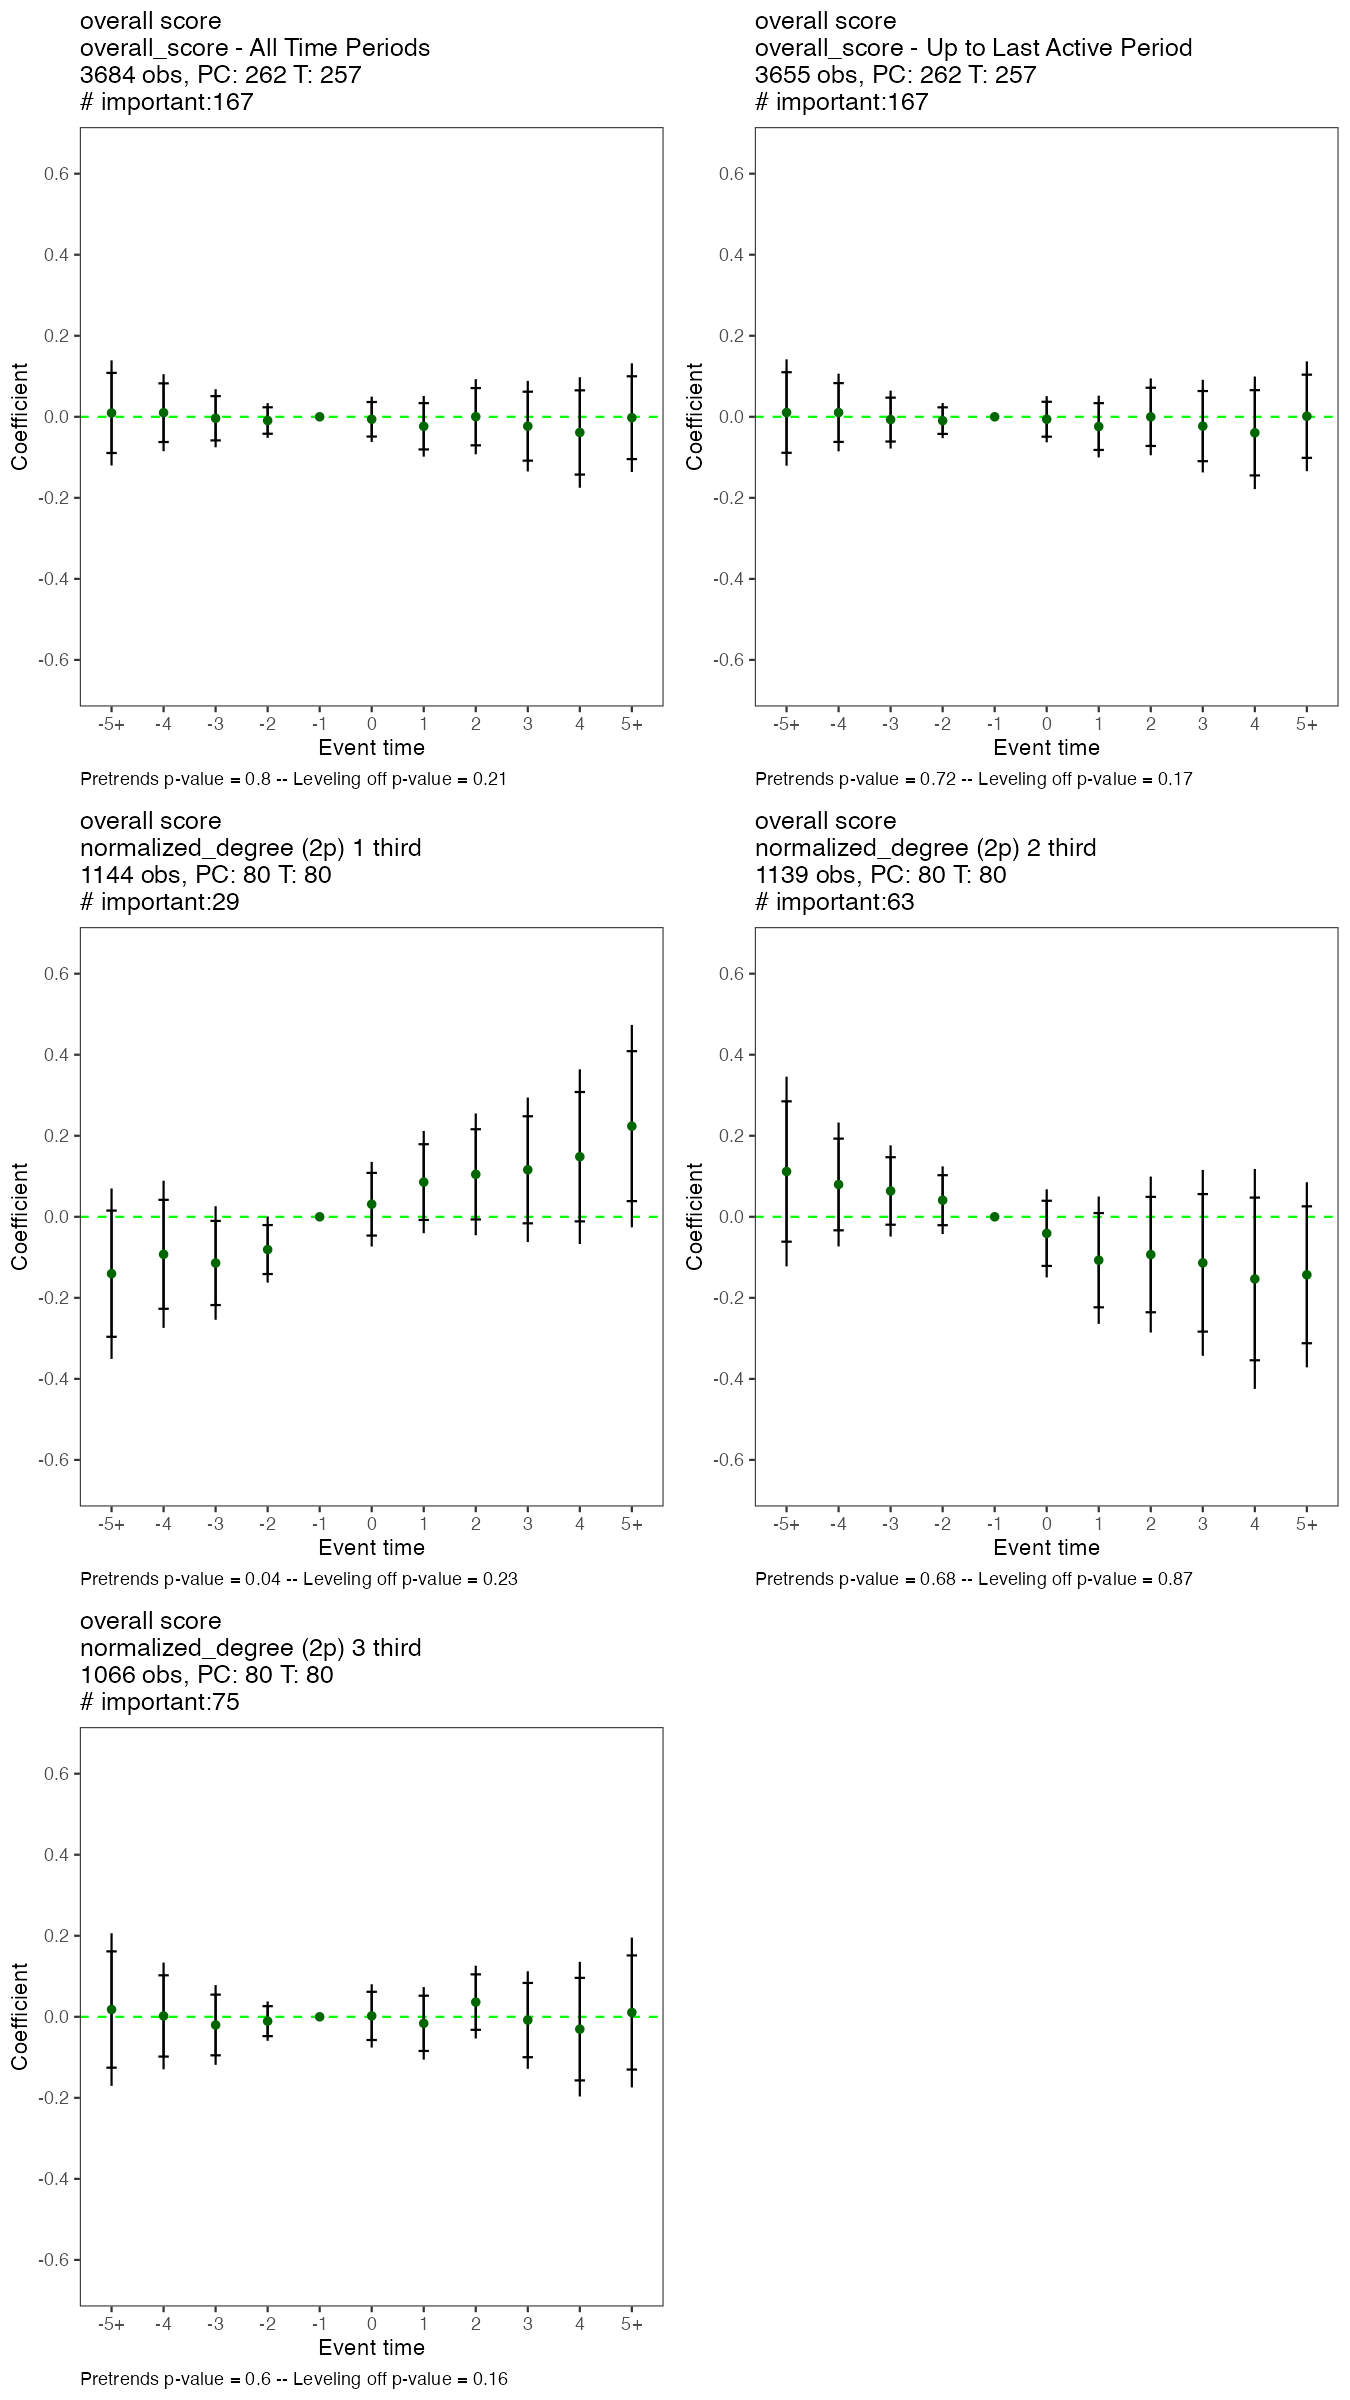 overall score
overall_score - All Time Periods
3684 obs, PC: 262 T: 257
# important:167
0.6
0.4
0.2
0.0
-0.2
-0.4
-0.6
Coefficient
-5+ -4 -3 -2 -1 0 1 2 3 4 5+
Event time
Pretrends p-value = 0.8 -- Leveling off p-value = 0.21
overall score
overall_score - Up to Last Active Period
3655 obs, PC: 262 T: 257
# important:167
0.6
0.4
0.2
0.0
-0.2
-0.4
-0.6
Coefficient
-5+ -4 -3 -2 -1 0 1 2 3 4 5+
Event time
Pretrends p-value = 0.72 -- Leveling off p-value = 0.17
overall score
normalized_degree (2p) 1 third
1144 obs, PC: 80 T: 80
# important:29
0.6
0.4
0.2
0.0
-0.2
-0.4
-0.6
Coefficient
-5+ -4 -3 -2 -1 0 1 2 3 4 5+
Event time
Pretrends p-value = 0.04 -- Leveling off p-value = 0.23
overall score
normalized_degree (2p) 2 third
1139 obs, PC: 80 T: 80
# important:63
0.6
0.4
0.2
0.0
-0.2
-0.4
-0.6
Coefficient
-5+ -4 -3 -2 -1 0 1 2 3 4 5+
Event time
Pretrends p-value = 0.68 -- Leveling off p-value = 0.87
overall score
normalized_degree (2p) 3 third
1066 obs, PC: 80 T: 80
# important:75
0.6
0.4
0.2
0.0
-0.2
-0.4
-0.6
Coefficient
-5+ -4 -3 -2 -1 0 1 2 3 4 5+
Event time
Pretrends p-value = 0.6 -- Leveling off p-value = 0.16